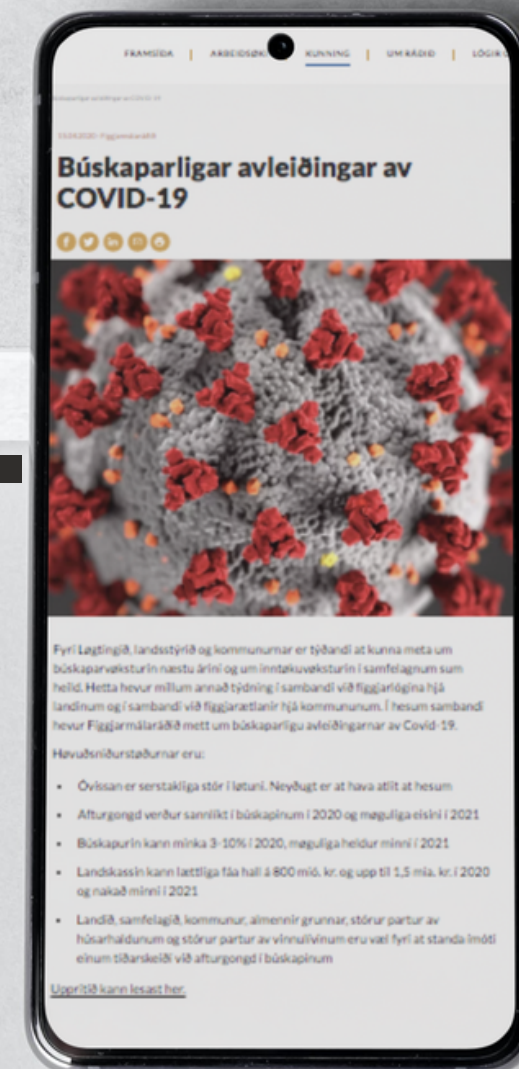 FRAMSÍÐA | ARBEIÐSØK | KUNNING | UM RÁÐIÐ | LÓGIR O
Búskaparligar avleiðingar av COVID-19
Búskaparligar avleiðingar av
COVID-19
Fyri Løgtingið, landsstýrið og kommunurnar er týðandi at kunna meta um
búskaparvøksturin næstu árini og um inntøkuvøksturin í samfelagnum sum
heild. Hetta hevur millum annað týdning í sambandi við fíggjarlógina hjá
landinum og í sambandi við fíggjarætlanir hjá kommununum. Í hesum sambandi
hevur Fíggjarmálaráðið mett um búskaparligu avleiðingarnar av Covid-19.
Høvuðsniðurstøðurnar eru:
• Óvissan er serstakliga stór í løtuni. Neyðugt er at hava atlit at hesum
• Afturgongd verður sannlíkt í búskapinum í 2020 og møguliga eisini í 2021
• Búskapurin kann minka 3-10% í 2020, møguliga heldur minni í 2021
• Landskassin kann lættliga fáa hall á 800 mió. kr. og upp til 1,5 mia. kr. í 2020
og nakað minni í 2021
• Landið, samfelagið, kommunur, almennir grunnar, stórur partur av
húsarhaldunum og stórur partur av vinnulívinum eru væl fyri at standa ímóti
einum tíðarskeiði við afturgongd í búskapinum
Uppritið kann lesast her.